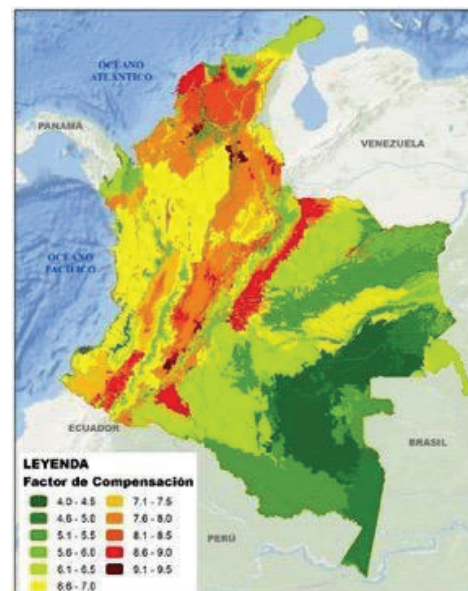 OCÉANO
ATLÁNTICO
PANAMÁ
VENEZUELA
OCÉANO
PACÍFICO
ECUADOR
BRASIL
PERÚ
LEYENDA
Factor de Compensación
4.0 - 4.5
4.6 - 5.0
5.1 - 5.5
5.6 - 6.0
6.1 - 6.5
6.6 - 7.0
7.1 - 7.5
7.6 - 8.0
8.1 - 8.5
8.6 - 9.0
9.1 - 9.5